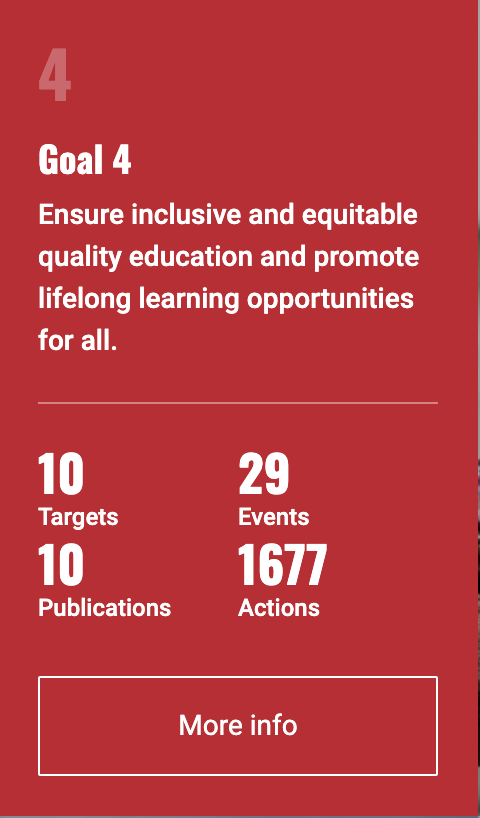 4
Goal 4
Ensure inclusive and equitable
quality education and promote
lifelong learning opportunities
for all.
10 29
Targets Events
10 1677
Publications Actions
More info